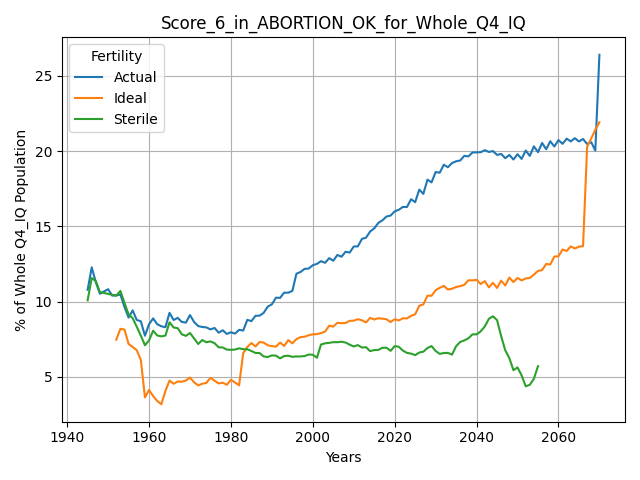 Score_6_in_ABORTION_OK_for_Whole_Q4_IQ
Fertility
Actual
Ideal
Sterile
% of Whole Q4_IQ Population
25
20
15
10
5
1940 1960 1980 2000 2020 2040 2060
Years